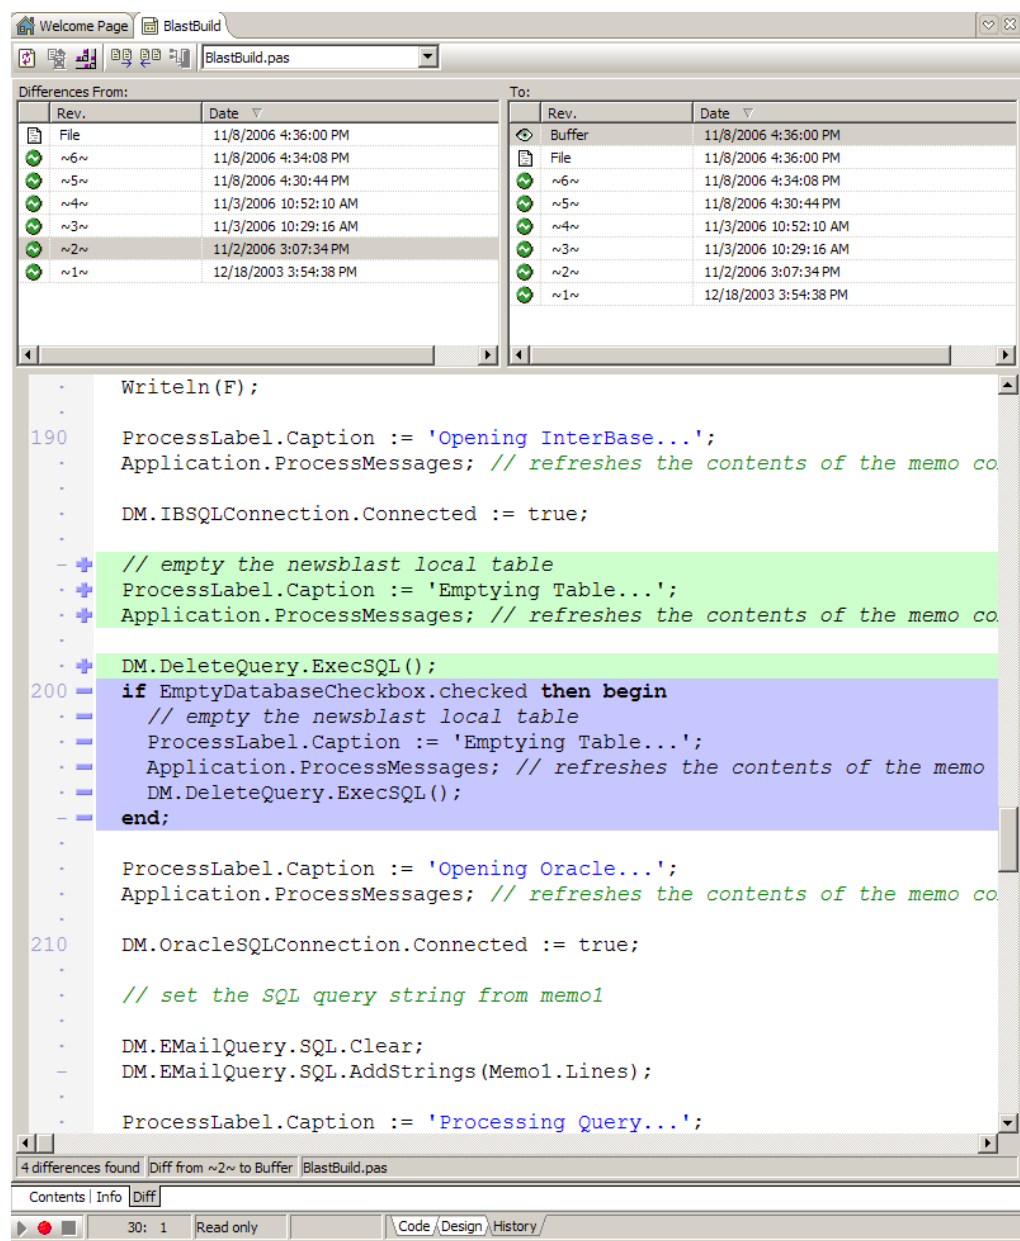 Welcome Page BlastBuild
BlastBuild.pas
Differences From: To:
Rev. Date
File 11/8/2006 4:36:00 PM
~6~ 11/8/2006 4:34:08 PM
~5~ 11/8/2006 4:30:44 PM
~4~ 11/3/2006 10:52:10 AM
~3~ 11/3/2006 10:29:16 AM
~2~ 11/2/2006 3:07:34 PM
~1~ 12/18/2003 3:54:38 PM
Rev. Date
Buffer 11/8/2006 4:36:00 PM
File 11/8/2006 4:36:00 PM
~6~ 11/8/2006 4:34:08 PM
~5~ 11/8/2006 4:30:44 PM
~4~ 11/3/2006 10:52:10 AM
~3~ 11/3/2006 10:29:16 AM
~2~ 11/2/2006 3:07:34 PM
~1~ 12/18/2003 3:54:38 PM
Writeln(F);
190 ProcessLabel.Caption := 'Opening InterBase...';
Application.ProcessMessages; // refreshes the contents of the memo co
DM.IBSQLConnection.Connected := true;
// empty the newsblast local table
ProcessLabel.Caption := 'Emptying Table...';
Application.ProcessMessages; // refreshes the contents of the memo co
DM.DeleteQuery.ExecSQL();
200 if EmptyDatabaseCheckbox.checked then begin
// empty the newsblast local table
ProcessLabel.Caption := 'Emptying Table...';
Application.ProcessMessages; // refreshes the contents of the memo
DM.DeleteQuery.ExecSQL();
end;
ProcessLabel.Caption := 'Opening Oracle...';
Application.ProcessMessages; // refreshes the contents of the memo co
210 DM.OracleSQLConnection.Connected := true;
// set the SQL query string from memo1
DM.EMailQuery.SQL.Clear;
DM.EMailQuery.SQL.AddStrings(Memo1.Lines);
ProcessLabel.Caption := 'Processing Query...';
4 differences found Diff from ~2~ to Buffer BlastBuild.pas
Contents Info Diff
30: 1 Read only Code Design History